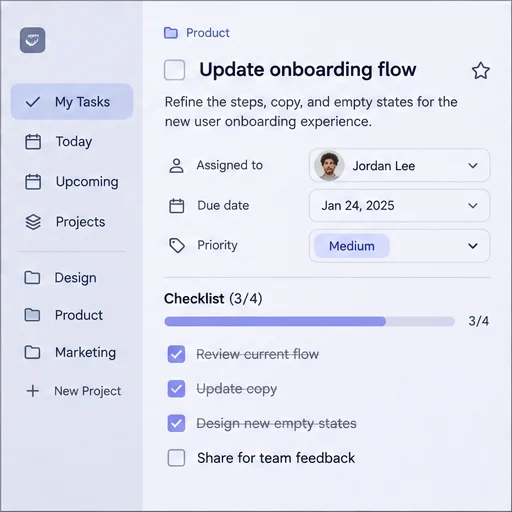 My Tasks
Today
Upcoming
Projects
Design
Product
Marketing
New Project
Product
Update onboarding flow
Refine the steps, copy, and empty states for the
new user onboarding experience.
Assigned to
Jordan Lee
Due date
Jan 24, 2025
Priority
Medium
Checklist (3/4)
3/4
Review current flow
Update copy
Design new empty states
Share for team feedback